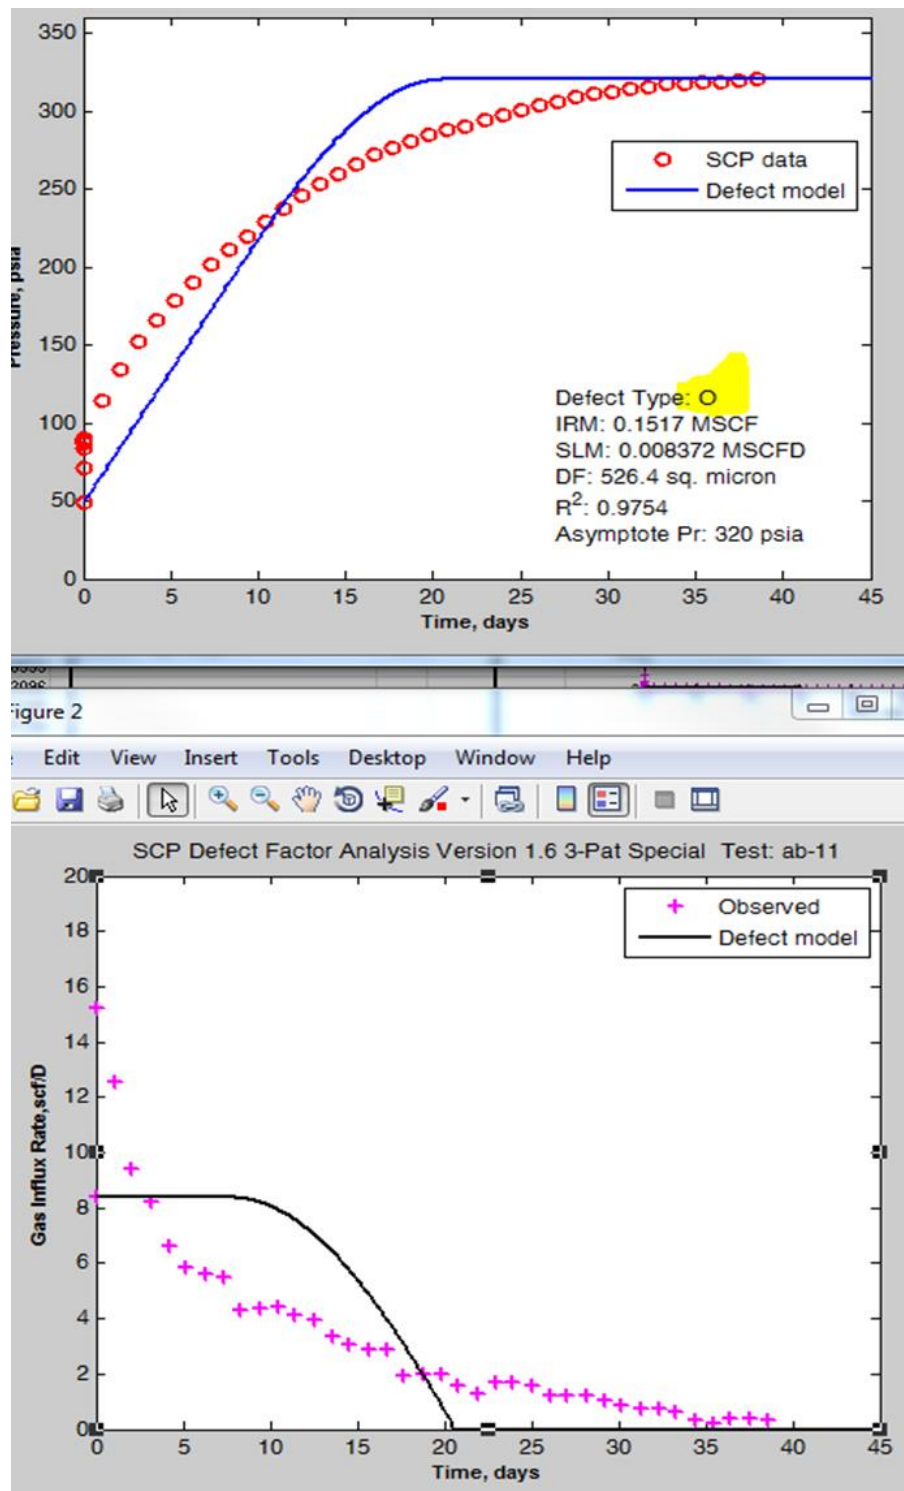 350
300
250
200
150
100
50
0
Pressure, psia
SCP data
Defect model
Defect Type: O
IRM: 0.1517 MSCF
SLM: 0.008372 MSCFD
DF: 526.4 sq. micron
R2: 0.9754
Asymptote Pr: 320 psia
0 5 10 15 20 25 30 35 40 45
Time, days
Figure 2
Edit View Insert Tools Desktop Window Help
SCP Defect Factor Analysis Version 1.6 3-Pat Special Test: ab-11
20
18
16
14
12
10
8
6
4
2
0
Gas Influx Rate,scf/D
Observed
Defect model
0 5 10 15 20 25 30 35 40 45
Time, days